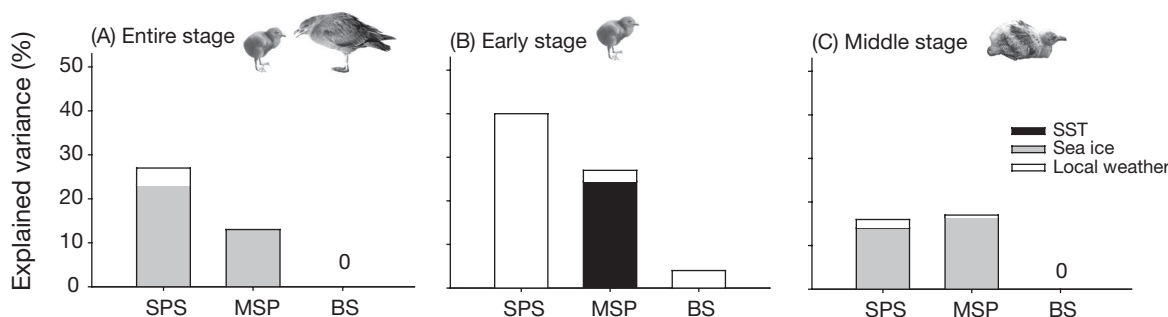 (A) Entire stage
(B) Early stage
(C) Middle stage
Explained variance (%)
50
40
30
20
10
0
0
0
SST
Sea ice
Local weather
SPS MSP BS
SPS MSP BS
SPS MSP BS